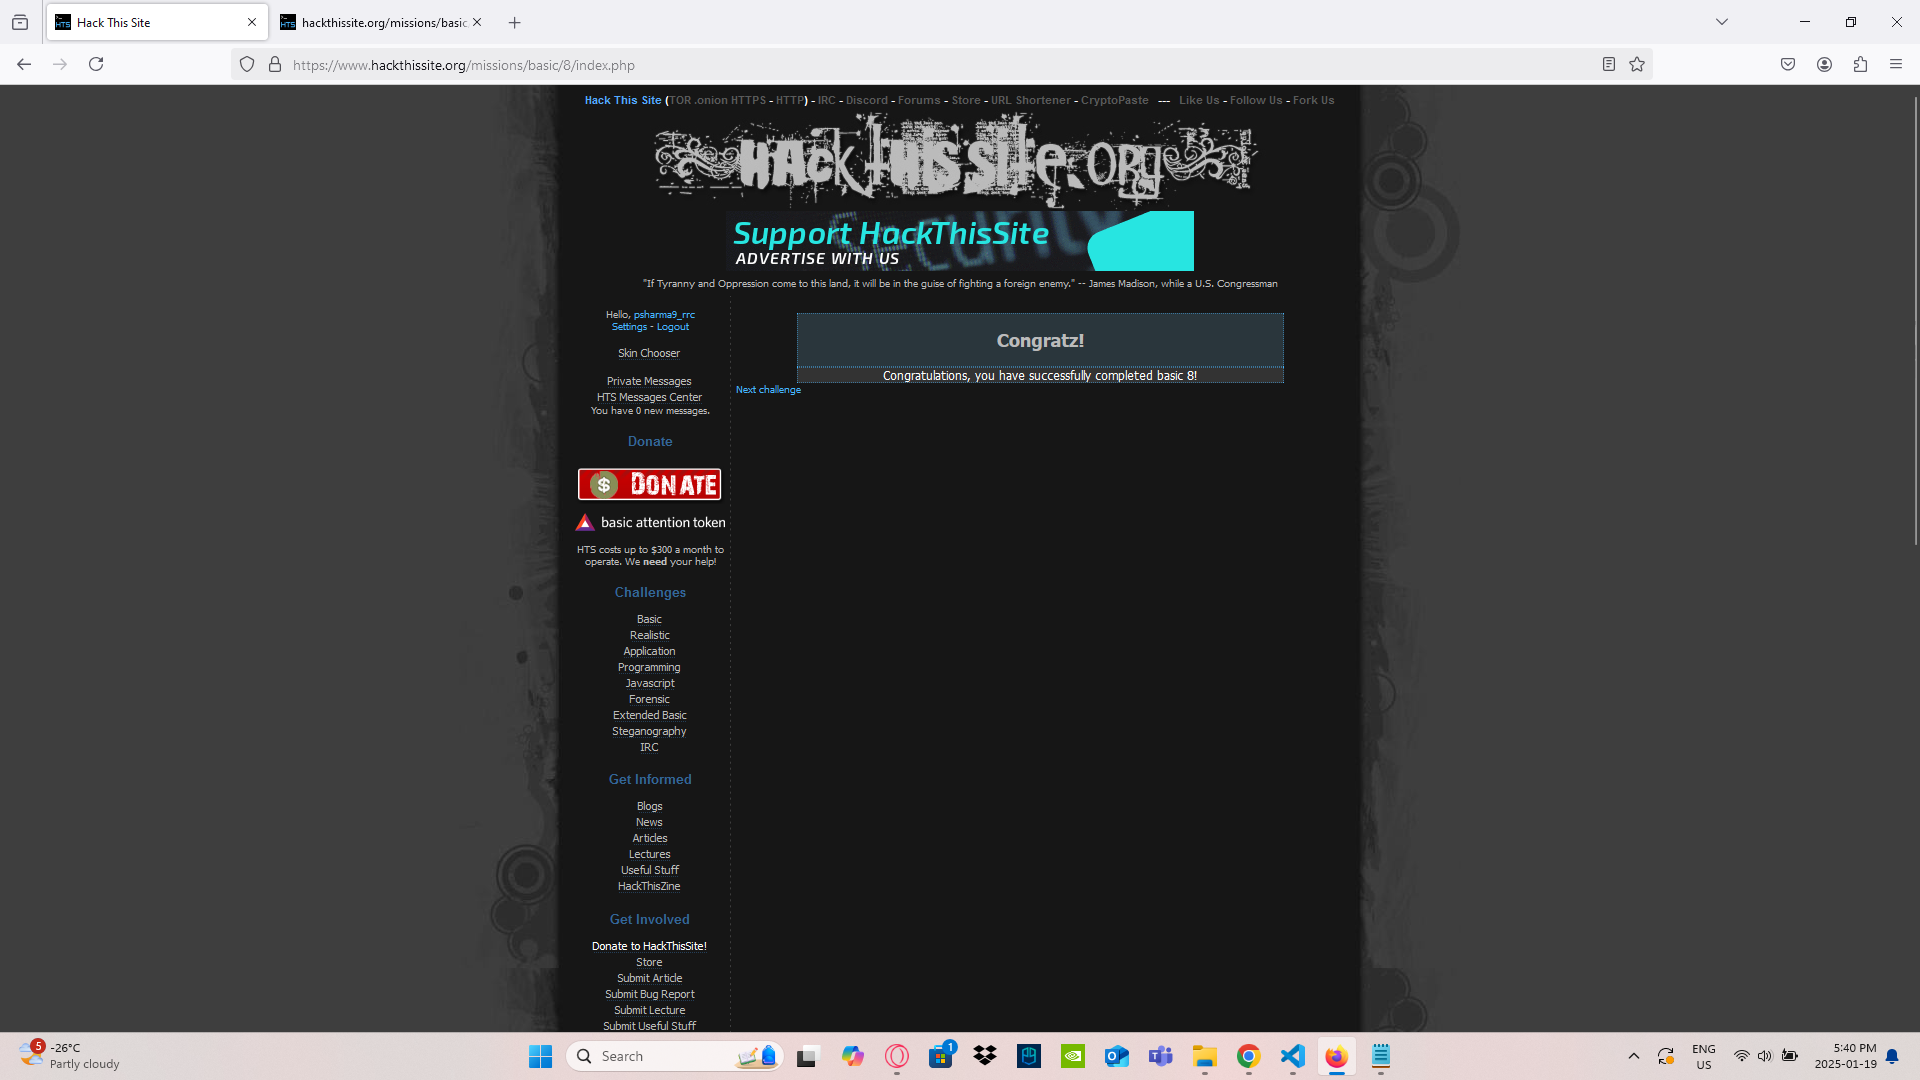 Hack This Site
hackthissite.org/missions/basic
https://www.hackthissite.org/missions/basic/8/index.php
Hack This Site (TOR .onion HTTPS - HTTP) - IRC - Discord - Forums - Store - URL Shortener - CryptoPaste --- Like Us - Follow Us - Fork Us
HACK THIS SITE.ORG
Support HackThisSite
ADVERTISE WITH US
"If Tyranny and Oppression come to this land, it will be in the guise of fighting a foreign enemy." -- James Madison, while a U.S. Congressman
Hello, psharma9_rrc
Settings - Logout
Skin Chooser
Private Messages
HTS Messages Center
You have 0 new messages.
Donate
$ DONATE
basic attention token
HTS costs up to $300 a month to
operate. We need your help!
Challenges
Basic
Realistic
Application
Programming
Javascript
Forensic
Extended Basic
Steganography
IRC
Get Informed
Blogs
News
Articles
Lectures
Useful Stuff
HackThisZine
Get Involved
Donate to HackThisSite!
Store
Submit Article
Submit Bug Report
Submit Lecture
Submit Useful Stuff
Congratz!
Congratulations, you have successfully completed basic 8!
Next challenge
5
-26°C
Partly cloudy
Search
1
ENG
US
5:40 PM
2025-01-19